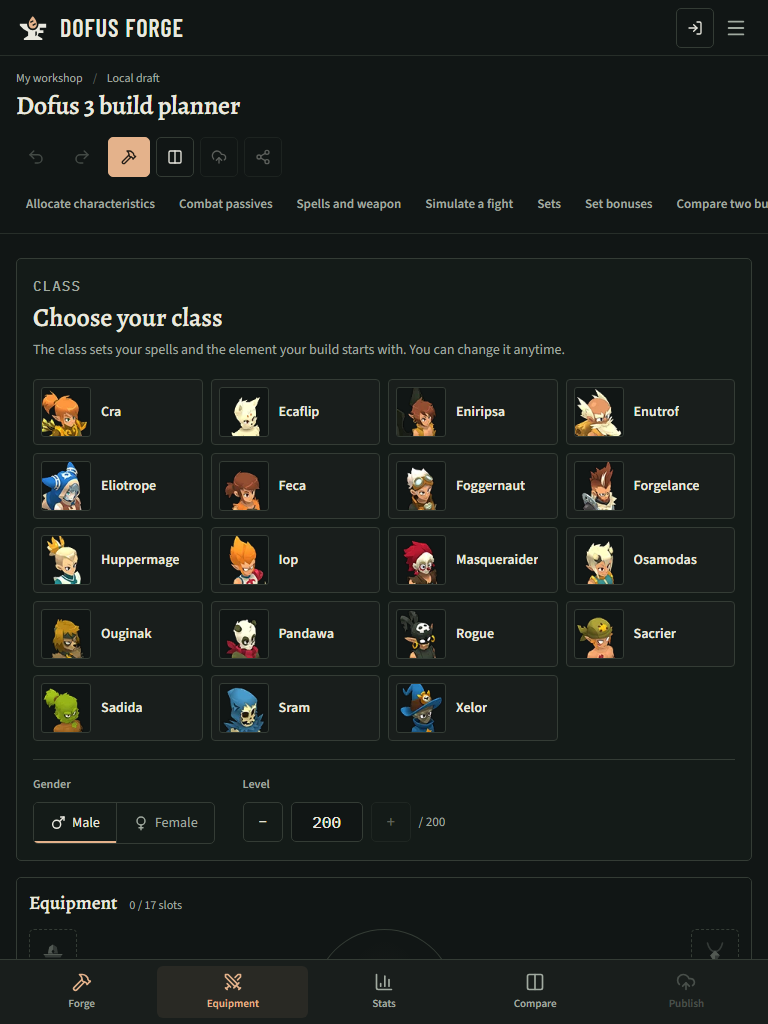 DOFUS FORGE
My workshop / Local draft
Dofus 3 build planner
Allocate characteristics Combat passives Spells and weapon Simulate a fight Sets Set bonuses Compare two bu
CLASS
Choose your class
The class sets your spells and the element your build starts with. You can change it anytime.
Cra Ecaflip Eniripsa Enutrof
Eliotrope Feca Foggernaut Forgelance
Huppermage Iop Masqueraider Osamodas
Ouginak Pandawa Rogue Sacrier
Sadida Sram Xelor
Gender Level
Male Female − 200 + / 200
Equipment 0 / 17 slots
Forge Equipment Stats Compare Publish